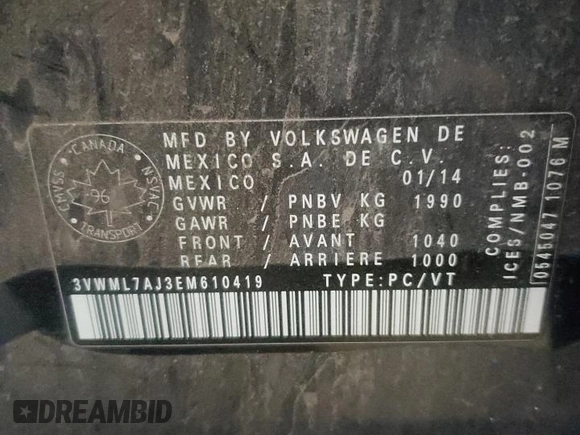 CANADA
CMVSS
NSVAC
96
TRANSPORT
MFD BY VOLKSWAGEN DE
MEXICO S.A. DE C.V.
MEXICO 01/14
GVWR / PNBV KG 1990
GAWR / PNBE KG
FRONT / AVANT 1040
REAR / ARRIERE 1000
3VWML7AJ3EM610419 TYPE:PC/VT
COMPLIES:
ICES/NMB-002
0545047 1076 M
DREAMBID